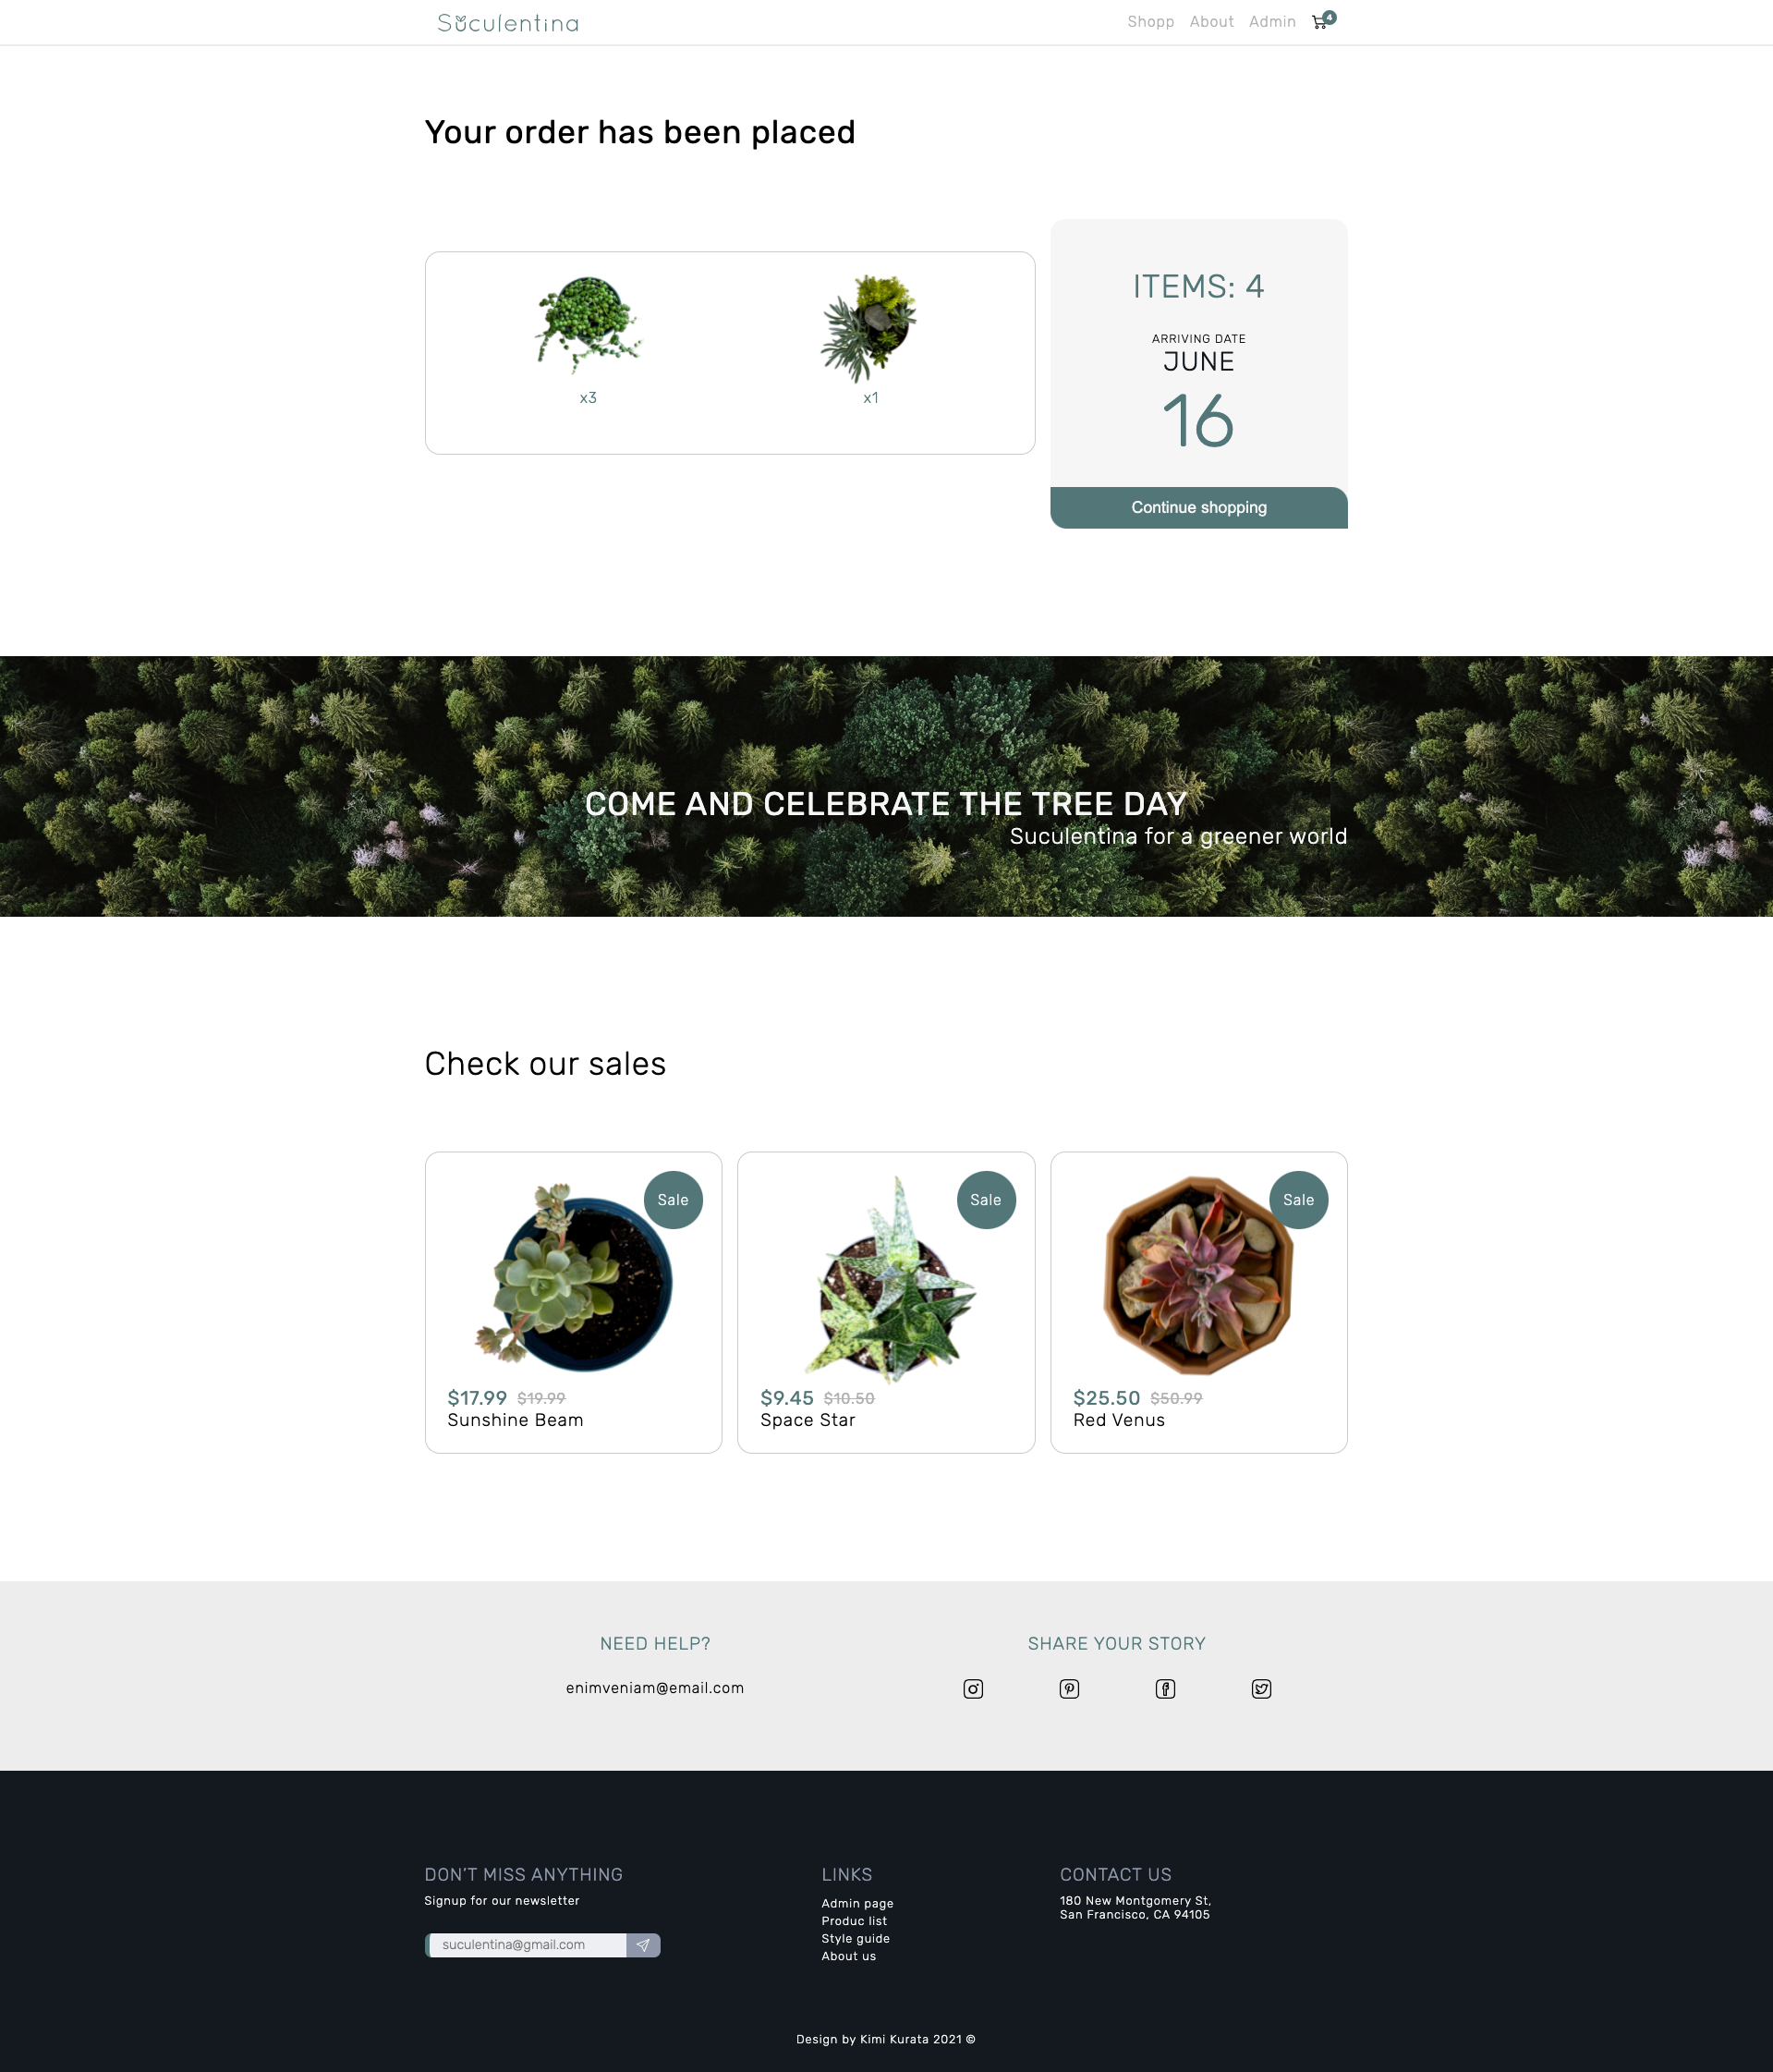 Suculentina
Shopp About Admin 4
Your order has been placed
x3
x1
ITEMS: 4
ARRIVING DATE
JUNE
16
Continue shopping
COME AND CELEBRATE THE TREE DAY
Suculentina for a greener world
Check our sales
Sale
$17.99 $19.99
Sunshine Beam
Sale
$9.45 $10.50
Space Star
Sale
$25.50 $50.99
Red Venus
NEED HELP?
enimveniam@email.com
SHARE YOUR STORY
DON'T MISS ANYTHING
Signup for our newsletter
suculentina@gmail.com
LINKS
Admin page
Produc list
Style guide
About us
CONTACT US
180 New Montgomery St,
San Francisco, CA 94105
Design by Kimi Kurata 2021 ©